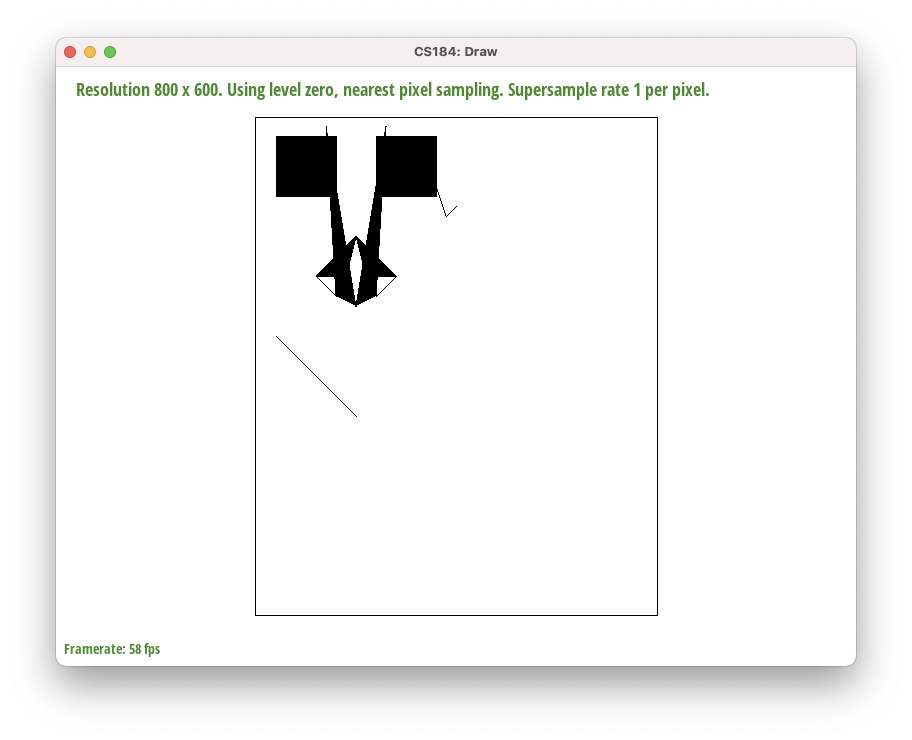 CS184: Draw
Resolution 800 x 600. Using level zero, nearest pixel sampling. Supersample rate 1 per pixel.
Framerate: 58 fps